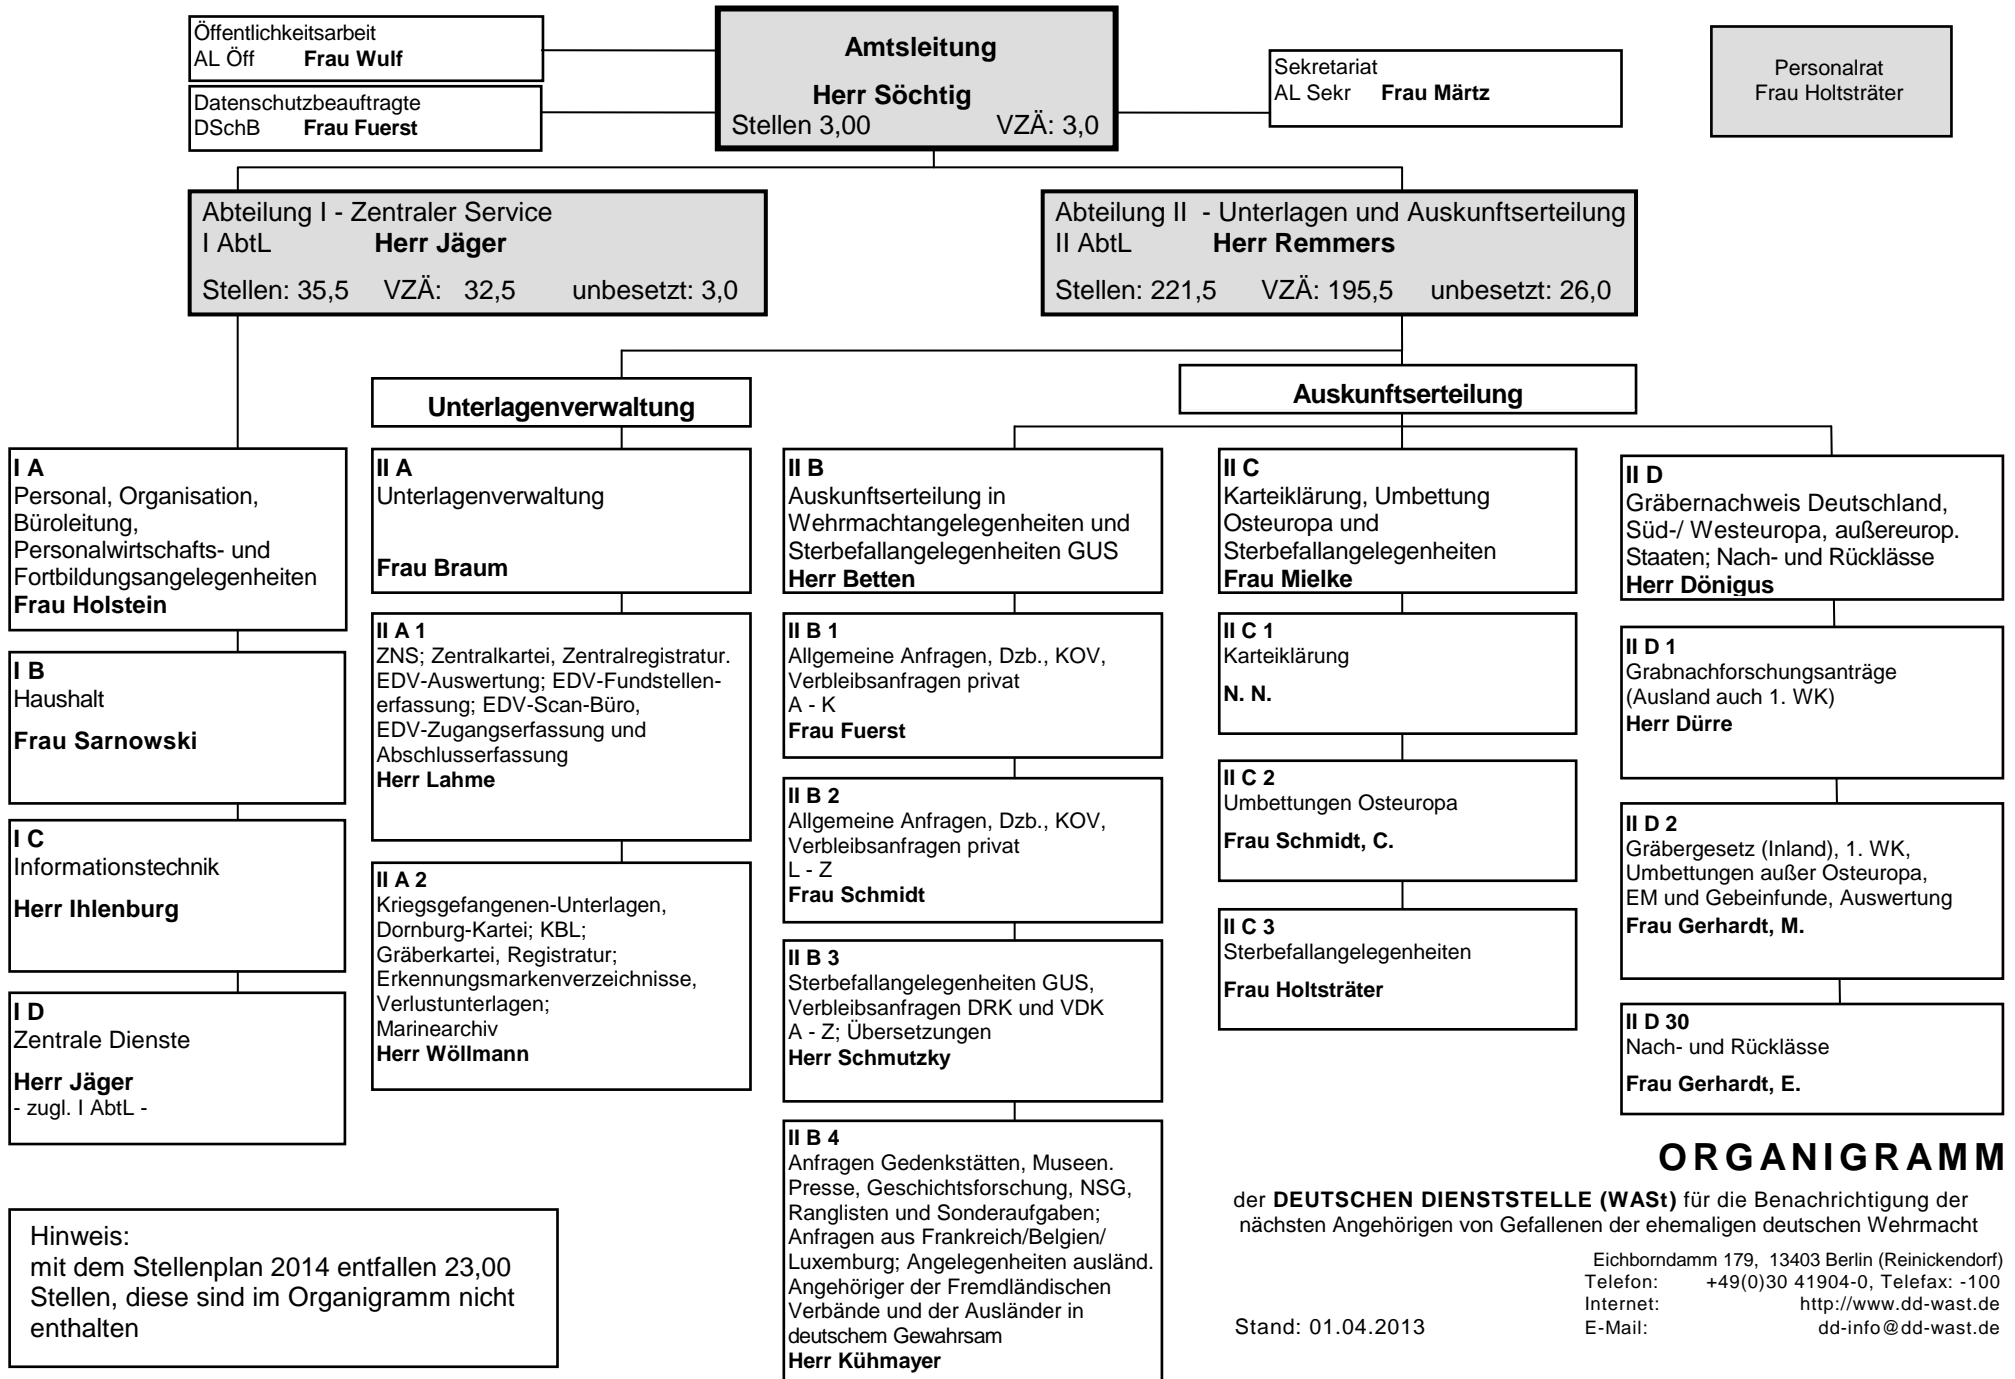 Öffentlichkeitsarbeit
AL Öff Frau Wulf
Datenschutzbeauftragte
DSchB Frau Fuerst
Amtsleitung
Herr Söchtig
Stellen 3,00 VZÄ: 3,0
Sekretariat
AL Sekr Frau Märtz
Personalrat
Frau Holtsträter
Abteilung I - Zentraler Service
I AbtL Herr Jäger
Stellen: 35,5 VZÄ: 32,5 unbesetzt: 3,0
Abteilung II - Unterlagen und Auskunftserteilung
II AbtL Herr Remmers
Stellen: 221,5 VZÄ: 195,5 unbesetzt: 26,0
Unterlagenverwaltung
Auskunftserteilung
I A
Personal, Organisation,
Büroleitung,
Personalwirtschafts- und
Fortbildungsangelegenheiten
Frau Holstein
I B
Haushalt
Frau Sarnowski
I C
Informationstechnik
Herr Ihlenburg
I D
Zentrale Dienste
Herr Jäger
- zugl. I AbtL -
II A
Unterlagenverwaltung
Frau Braum
II A 1
ZNS; Zentralkartei, Zentralregistratur.
EDV-Auswertung; EDV-Fundstellen-
erfassung; EDV-Scan-Büro,
EDV-Zugangserfassung und
Abschlusserfassung
Herr Lahme
II A 2
Kriegsgefangenen-Unterlagen,
Dornburg-Kartei; KBL;
Gräberkartei, Registratur;
Erkennungsmarkenverzeichnisse,
Verlustunterlagen;
Marinearchiv
Herr Wöllmann
II B
Auskunftserteilung in
Wehrmachtangelegenheiten und
Sterbefallangelegenheiten GUS
Herr Betten
II B 1
Allgemeine Anfragen, Dzb., KOV,
Verbleibsanfragen privat
A - K
Frau Fuerst
II B 2
Allgemeine Anfragen, Dzb., KOV,
Verbleibsanfragen privat
L - Z
Frau Schmidt
II B 3
Sterbefallangelegenheiten GUS,
Verbleibsanfragen DRK und VDK
A - Z; Übersetzungen
Herr Schmutzky
II B 4
Anfragen Gedenkstätten, Museen.
Presse, Geschichtsforschung, NSG,
Ranglisten und Sonderaufgaben;
Anfragen aus Frankreich/Belgien/
Luxemburg; Angelegenheiten ausländ.
Angehöriger der Fremdländischen
Verbände und der Ausländer in
deutschem Gewahrsam
Herr Kühmayer
II C
Karteiklärung, Umbettung
Osteuropa und
Sterbefallangelegenheiten
Frau Mielke
II C 1
Karteiklärung
N. N.
II C 2
Umbettungen Osteuropa
Frau Schmidt, C.
II C 3
Sterbefallangelegenheiten
Frau Holtsträter
II D
Gräbernachweis Deutschland,
Süd-/ Westeuropa, außereurop.
Staaten; Nach- und Rücklässe
Herr Dönigus
II D 1
Grabnachforschungsanträge
(Ausland auch 1. WK)
Herr Dürre
II D 2
Gräbergesetz (Inland), 1. WK,
Umbettungen außer Osteuropa,
EM und Gebeinfunde, Auswertung
Frau Gerhardt, M.
II D 30
Nach- und Rücklässe
Frau Gerhardt, E.
Hinweis:
mit dem Stellenplan 2014 entfallen 23,00
Stellen, diese sind im Organigramm nicht
enthalten
ORGANIGRAMM
der DEUTSCHEN DIENSTSTELLE (WASt) für die Benachrichtigung der
nächsten Angehörigen von Gefallenen der ehemaligen deutschen Wehrmacht
Eichborndamm 179, 13403 Berlin (Reinickendorf)
Telefon: +49(0)30 41904-0, Telefax: -100
Internet: http://www.dd-wast.de
Stand: 01.04.2013 E-Mail: dd-info@dd-wast.de